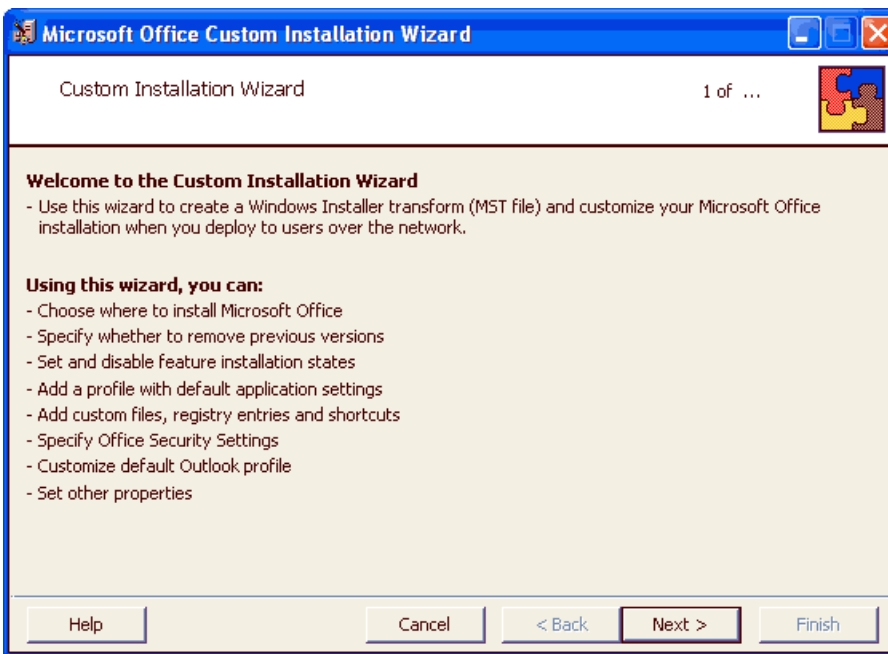 Microsoft Office Custom Installation Wizard
Custom Installation Wizard
1 of ...
Welcome to the Custom Installation Wizard
- Use this wizard to create a Windows Installer transform (MST file) and customize your Microsoft Office
installation when you deploy to users over the network.
Using this wizard, you can:
- Choose where to install Microsoft Office
- Specify whether to remove previous versions
- Set and disable feature installation states
- Add a profile with default application settings
- Add custom files, registry entries and shortcuts
- Specify Office Security Settings
- Customize default Outlook profile
- Set other properties
Help Cancel < Back Next > Finish